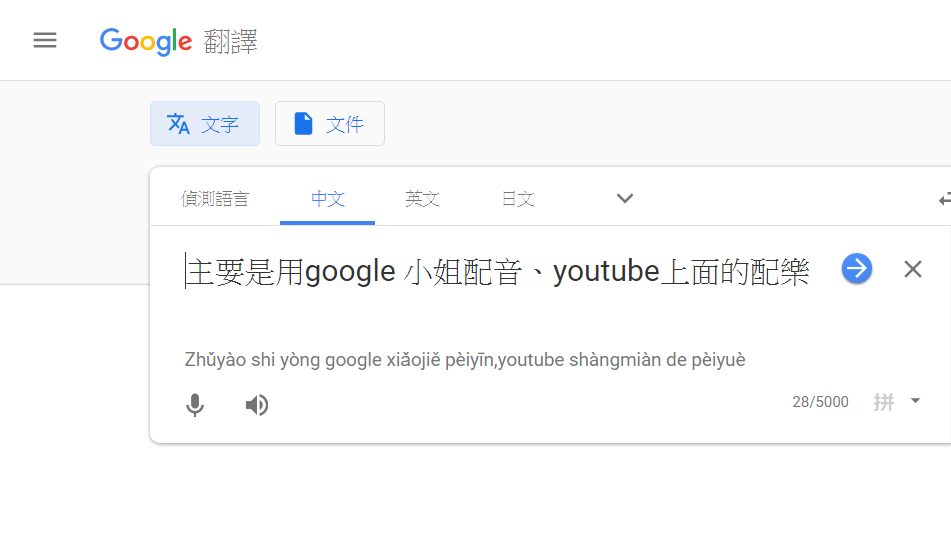 Google 翻譯
文字 文件
偵測語言 中文 英文 日文
主要是用google 小姐配音、youtube上面的配樂
Zhǔyào shi yòng google xiǎojiě pèiyīn,youtube shàngmiàn de pèiyuè
28/5000 拼